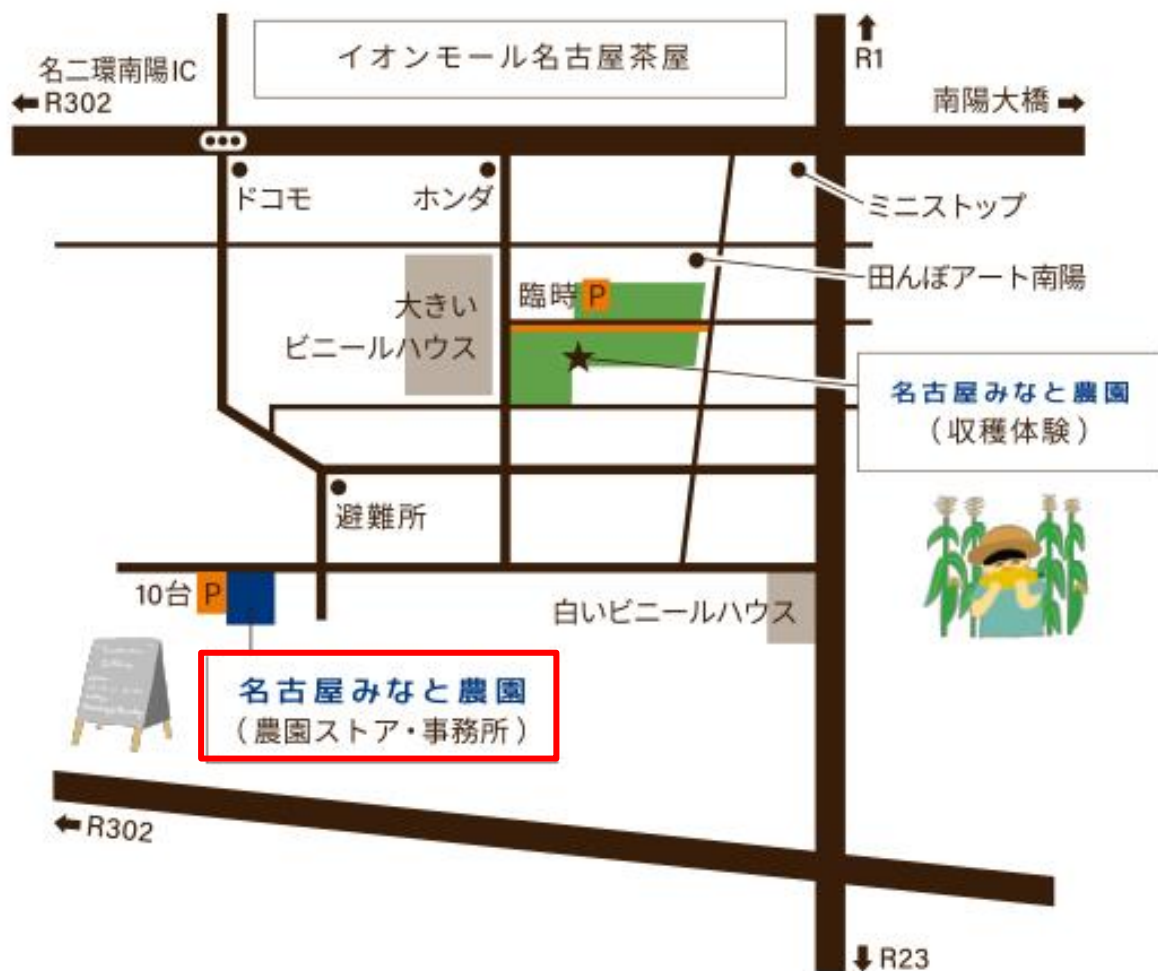 イオンモール名古屋茶屋
R1
名二環南陽IC
R302
南陽大橋
ドコモ
ホンダ
ミニストップ
田んぼアート南陽
臨時 P
大きい
ビニールハウス
名古屋みなと農園
(収穫体験)
避難所
10台 P
白いビニールハウス
名古屋みなと農園
(農園ストア・事務所)
R302
R23